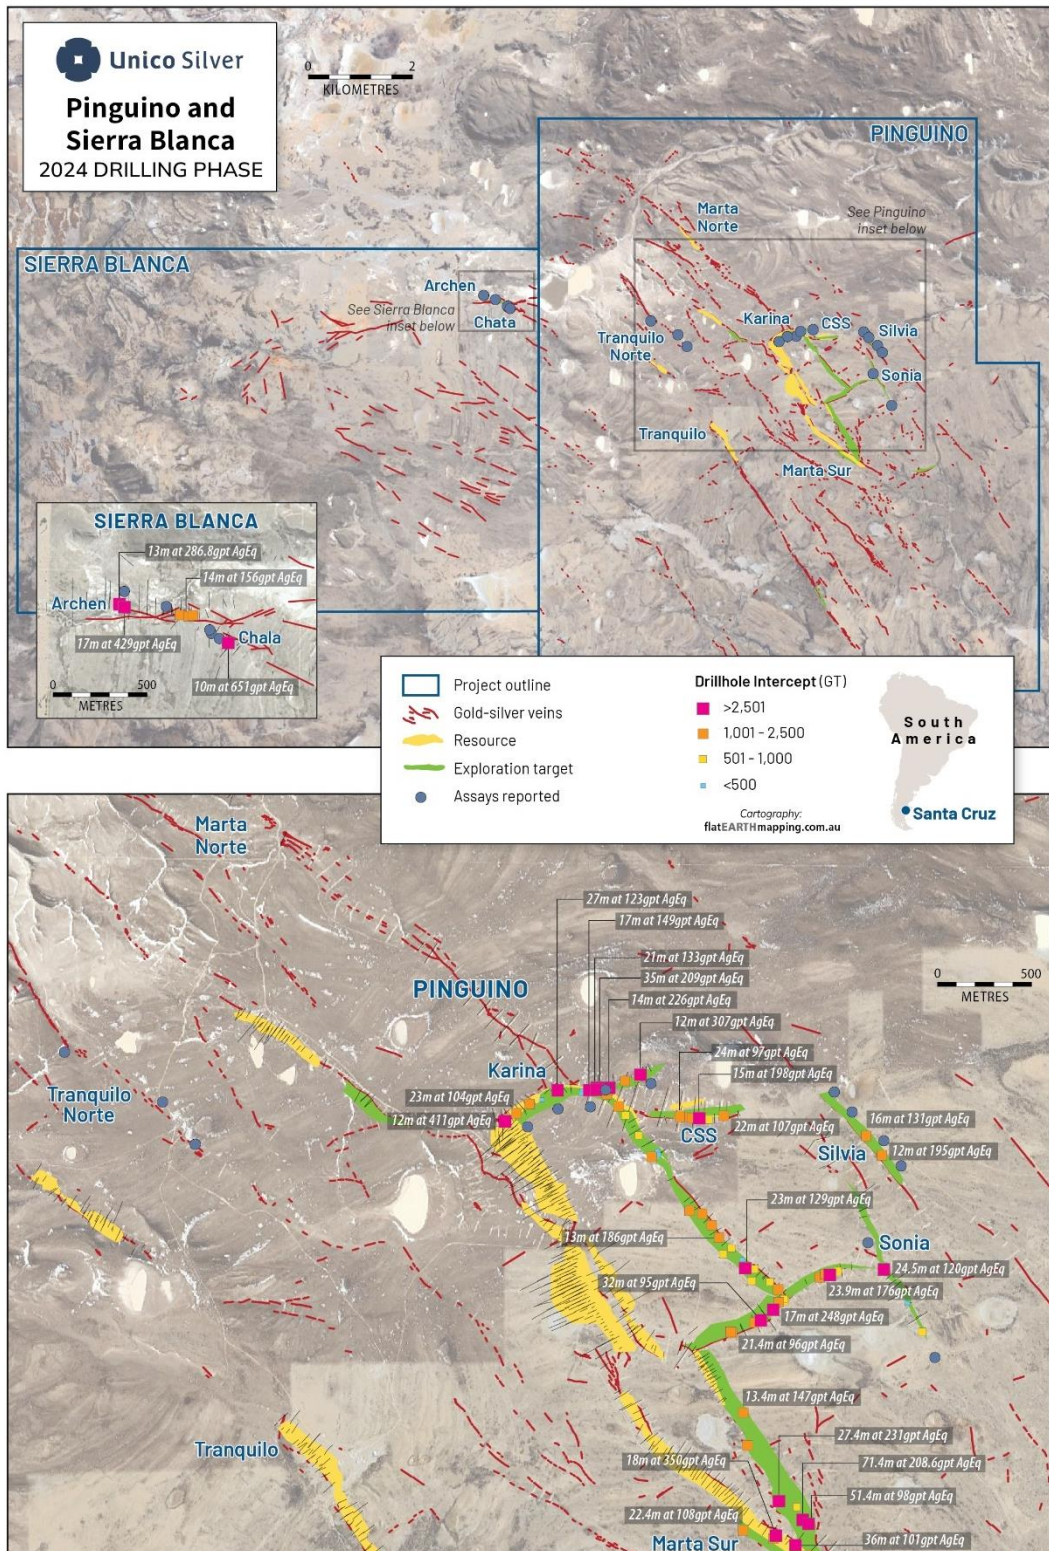 Unico Silver
Pinguino and
Sierra Blanca
2024 DRILLING PHASE
0 2
KILOMETRES
PINGUINO
Marta
Norte
See Pinguino
inset below
SIERRA BLANCA
Archen
See Sierra Blanca
inset below
Chata
Karina
CSS
Silvia
Tranquilo
Norte
Sonia
Tranquilo
Marta Sur
SIERRA BLANCA
13m at 286.8gpt AgEq
14m at 156gpt AgEq
Archen
17m at 429gpt AgEq
Chala
10m at 651gpt AgEq
0 500
METRES
Project outline
Gold-silver veins
Resource
Exploration target
Assays reported
Drillhole Intercept (GT)
>2,501
1,001 - 2,500
501 - 1,000
<500
Cartography:
flatEARTHmapping.com.au
South
America
Santa Cruz
Marta
Norte
27m at 123gpt AgEq
17m at 149gpt AgEq
21m at 133gpt AgEq
35m at 209gpt AgEq
14m at 226gpt AgEq
0 500
METRES
PINGUINO
12m at 307gpt AgEq
24m at 97gpt AgEq
15m at 198gpt AgEq
Karina
Tranquilo
Norte
23m at 104gpt AgEq
12m at 411gpt AgEq
22m at 107gpt AgEq
CSS
16m at 131gpt AgEq
12m at 195gpt AgEq
Silvia
23m at 129gpt AgEq
13m at 186gpt AgEq
Sonia
24.5m at 120gpt AgEq
32m at 95gpt AgEq
23.9m at 176gpt AgEq
17m at 248gpt AgEq
21.4m at 96gpt AgEq
13.4m at 147gpt AgEq
27.4m at 231gpt AgEq
Tranquilo
18m at 350gpt AgEq
71.4m at 208.6gpt AgEq
51.4m at 98gpt AgEq
22.4m at 108gpt AgEq
Marta Sur
36m at 101gpt AgEq